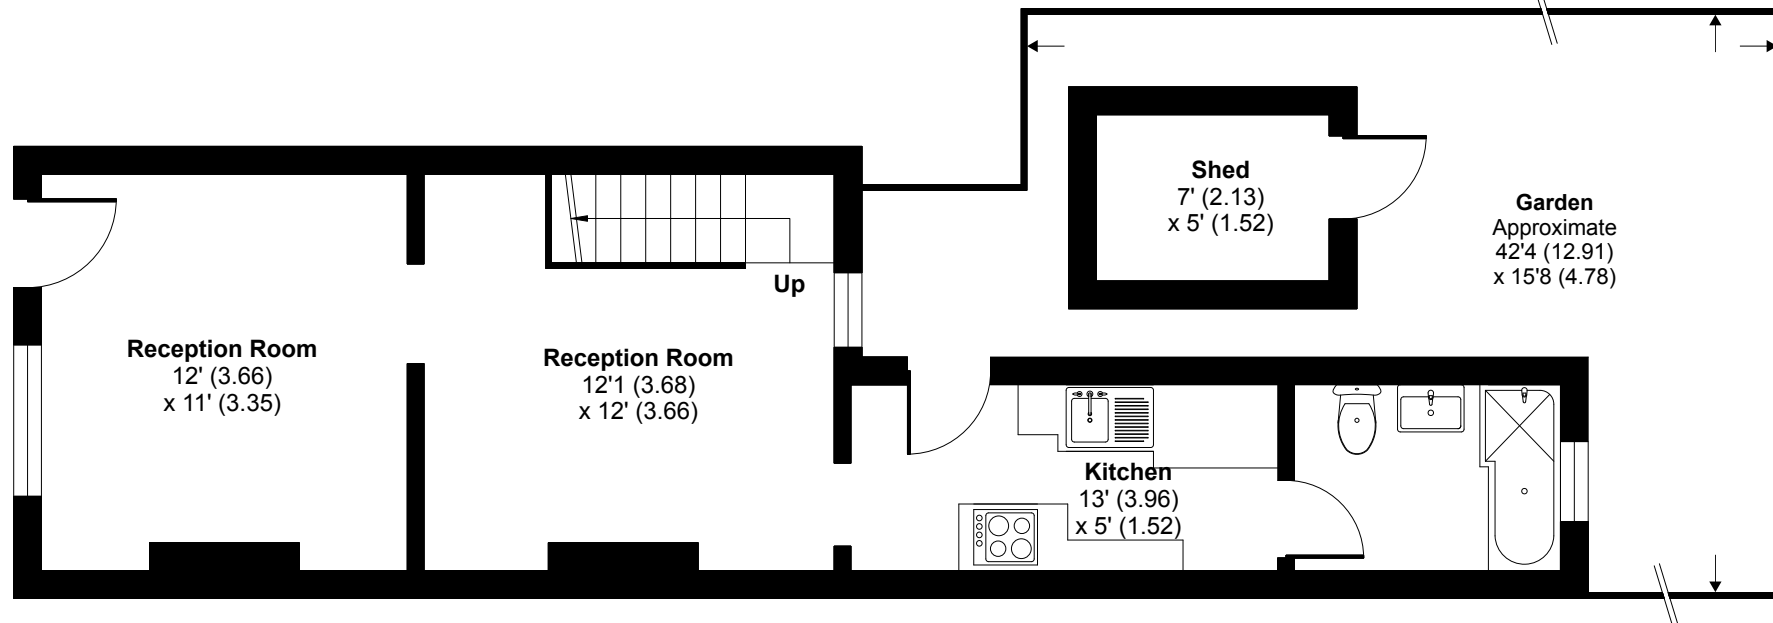 Reception Room
12' (3.66)
x 11' (3.35)
Reception Room
12'1 (3.68)
x 12' (3.66)
Up
Kitchen
13' (3.96)
x 5' (1.52)
Shed
7' (2.13)
x 5' (1.52)
Garden
Approximate
42'4 (12.91)
x 15'8 (4.78)